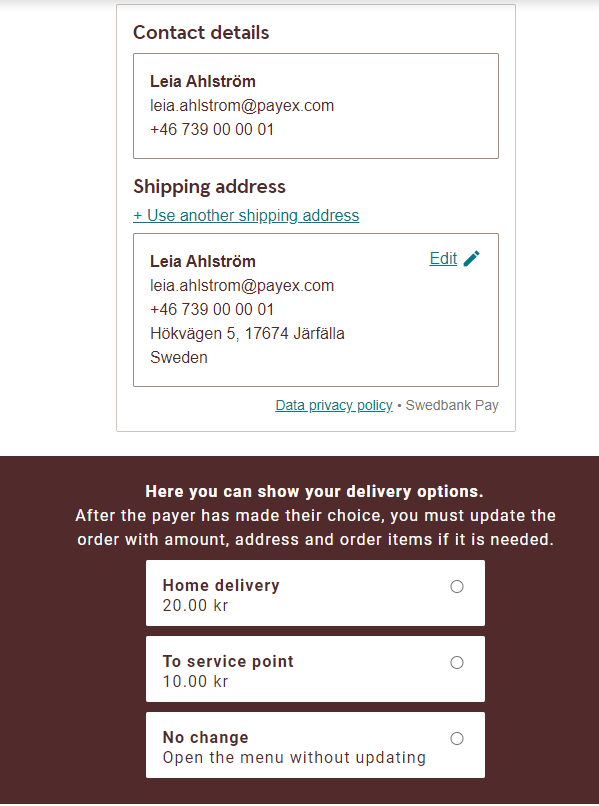 Contact details
Leia Ahlström
leia.ahlstrom@payex.com
+46 739 00 00 01
Shipping address
+ Use another shipping address
Leia Ahlström
Edit
leia.ahlstrom@payex.com
+46 739 00 00 01
Hökvägen 5, 17674 Järfälla
Sweden
Data privacy policy • Swedbank Pay
Here you can show your delivery options.
After the payer has made their choice, you must update the
order with amount, address and order items if it is needed.
Home delivery
20.00 kr
To service point
10.00 kr
No change
Open the menu without updating